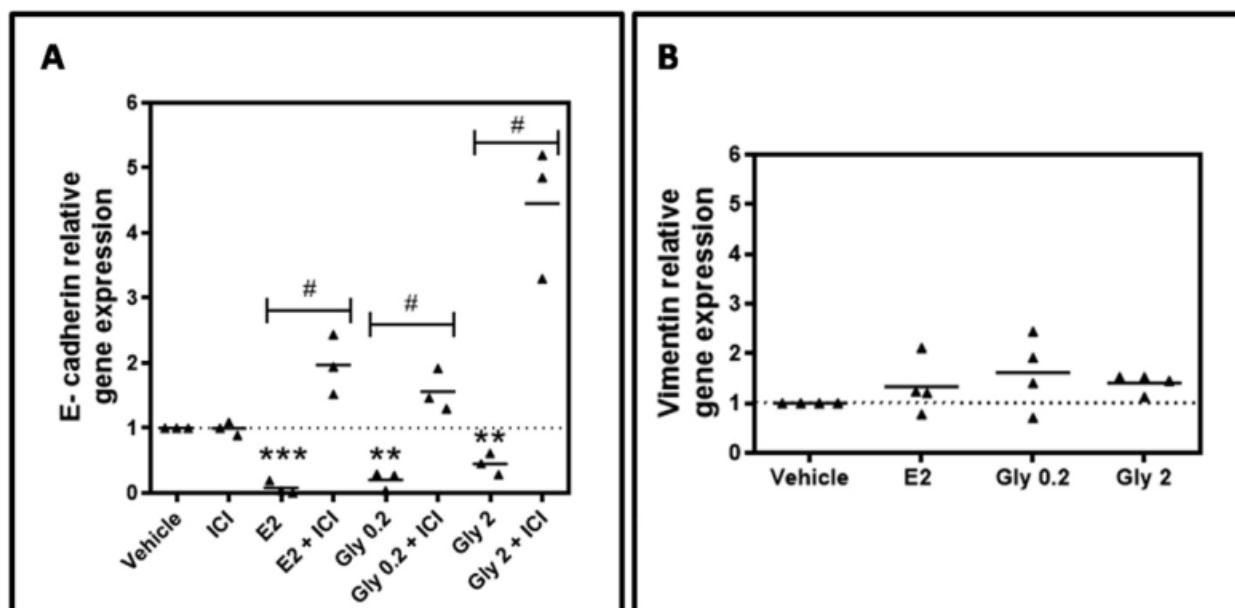 A
E- cadherin relative
gene expression
6
5
4
3
2
1
0
#
#
#
***
**
**
Vehicle
ICI
E2
E2 + ICI
Gly 0.2
Gly 0.2 + ICI
Gly 2
Gly 2 + ICI
B
Vimentin relative
gene expression
6
5
4
3
2
1
0
Vehicle E2 Gly 0.2 Gly 2